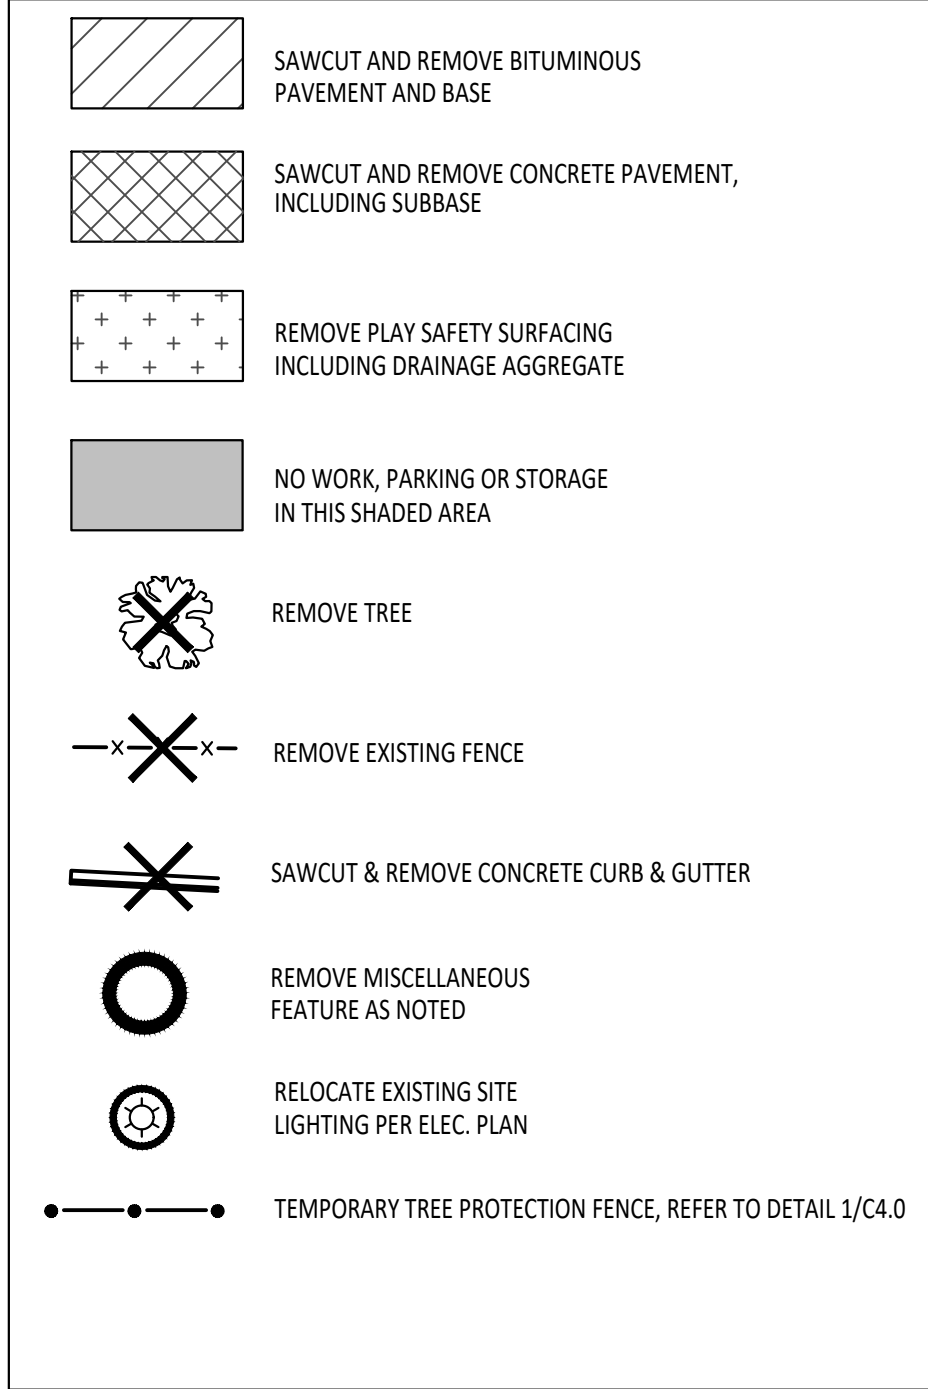 SAWCUT AND REMOVE BITUMINOUS
PAVEMENT AND BASE
SAWCUT AND REMOVE CONCRETE PAVEMENT,
INCLUDING SUBBASE
REMOVE PLAY SAFETY SURFACING
INCLUDING DRAINAGE AGGREGATE
NO WORK, PARKING OR STORAGE
IN THIS SHADED AREA
REMOVE TREE
REMOVE EXISTING FENCE
SAWCUT & REMOVE CONCRETE CURB & GUTTER
REMOVE MISCELLANEOUS
FEATURE AS NOTED
RELOCATE EXISTING SITE
LIGHTING PER ELEC. PLAN
TEMPORARY TREE PROTECTION FENCE, REFER TO DETAIL 1/C4.0